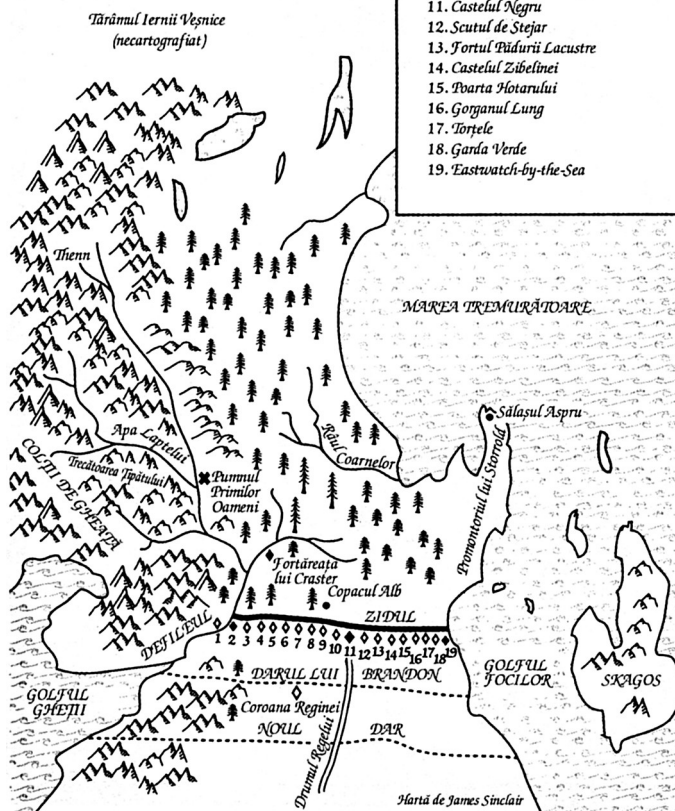 Tărâmul Iernii Veșnice
(necartografiat)
11. Castelul Negru
12. Scutul de Stejar
13. Fortul Pădurii Lacustre
14. Castelul Zibelinei
15. Poarta Hotarului
16. Gorganul Lung
17. Torțele
18. Garda Verde
19. Eastwatch-by-the-Sea
Thenn
MAREA TREMURĂTOARE
Sălașul Aspru
Apa Laptelui
Râul
Coarnelor
COLȚII DE GHEAȚĂ
Trecătoarea Țipătului
Pumnul
Primilor
Oameni
Promontoriul lui Storrold
Fortăreața
lui Craster
Copacul Alb
ZIDUL
DEFILEUL
1 2 3 4 5 6 7 8 9 10 11 12 13 14 15 16 17 18 19
DARUL LUI BRANDON
GOLFUL
FOCILOR
SKAGOS
GOLFUL
GHEȚII
Coroana Reginei
NOUL DAR
Drumul Regelui
Hartă de James Sinclair